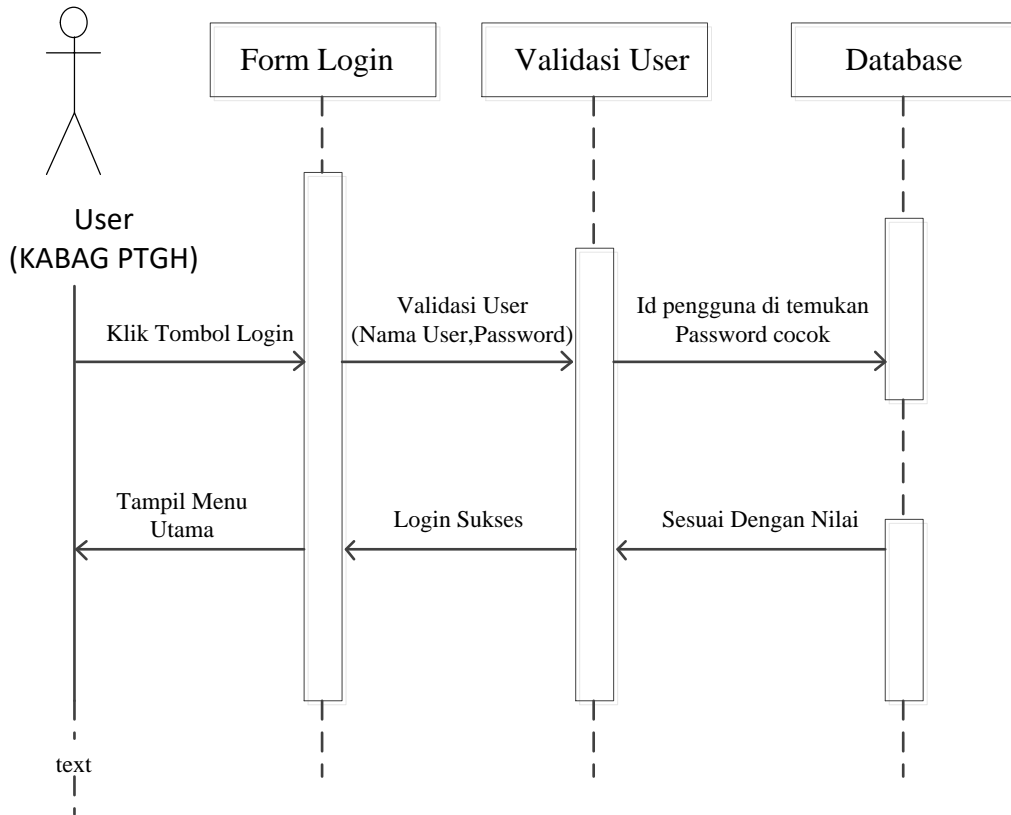 Form Login
Validasi User
Database
User
(KABAG PTGH)
Klik Tombol Login
Validasi User
(Nama User,Password)
Id pengguna di temukan
Password cocok
Tampil Menu
Utama
Login Sukses
Sesuai Dengan Nilai
text